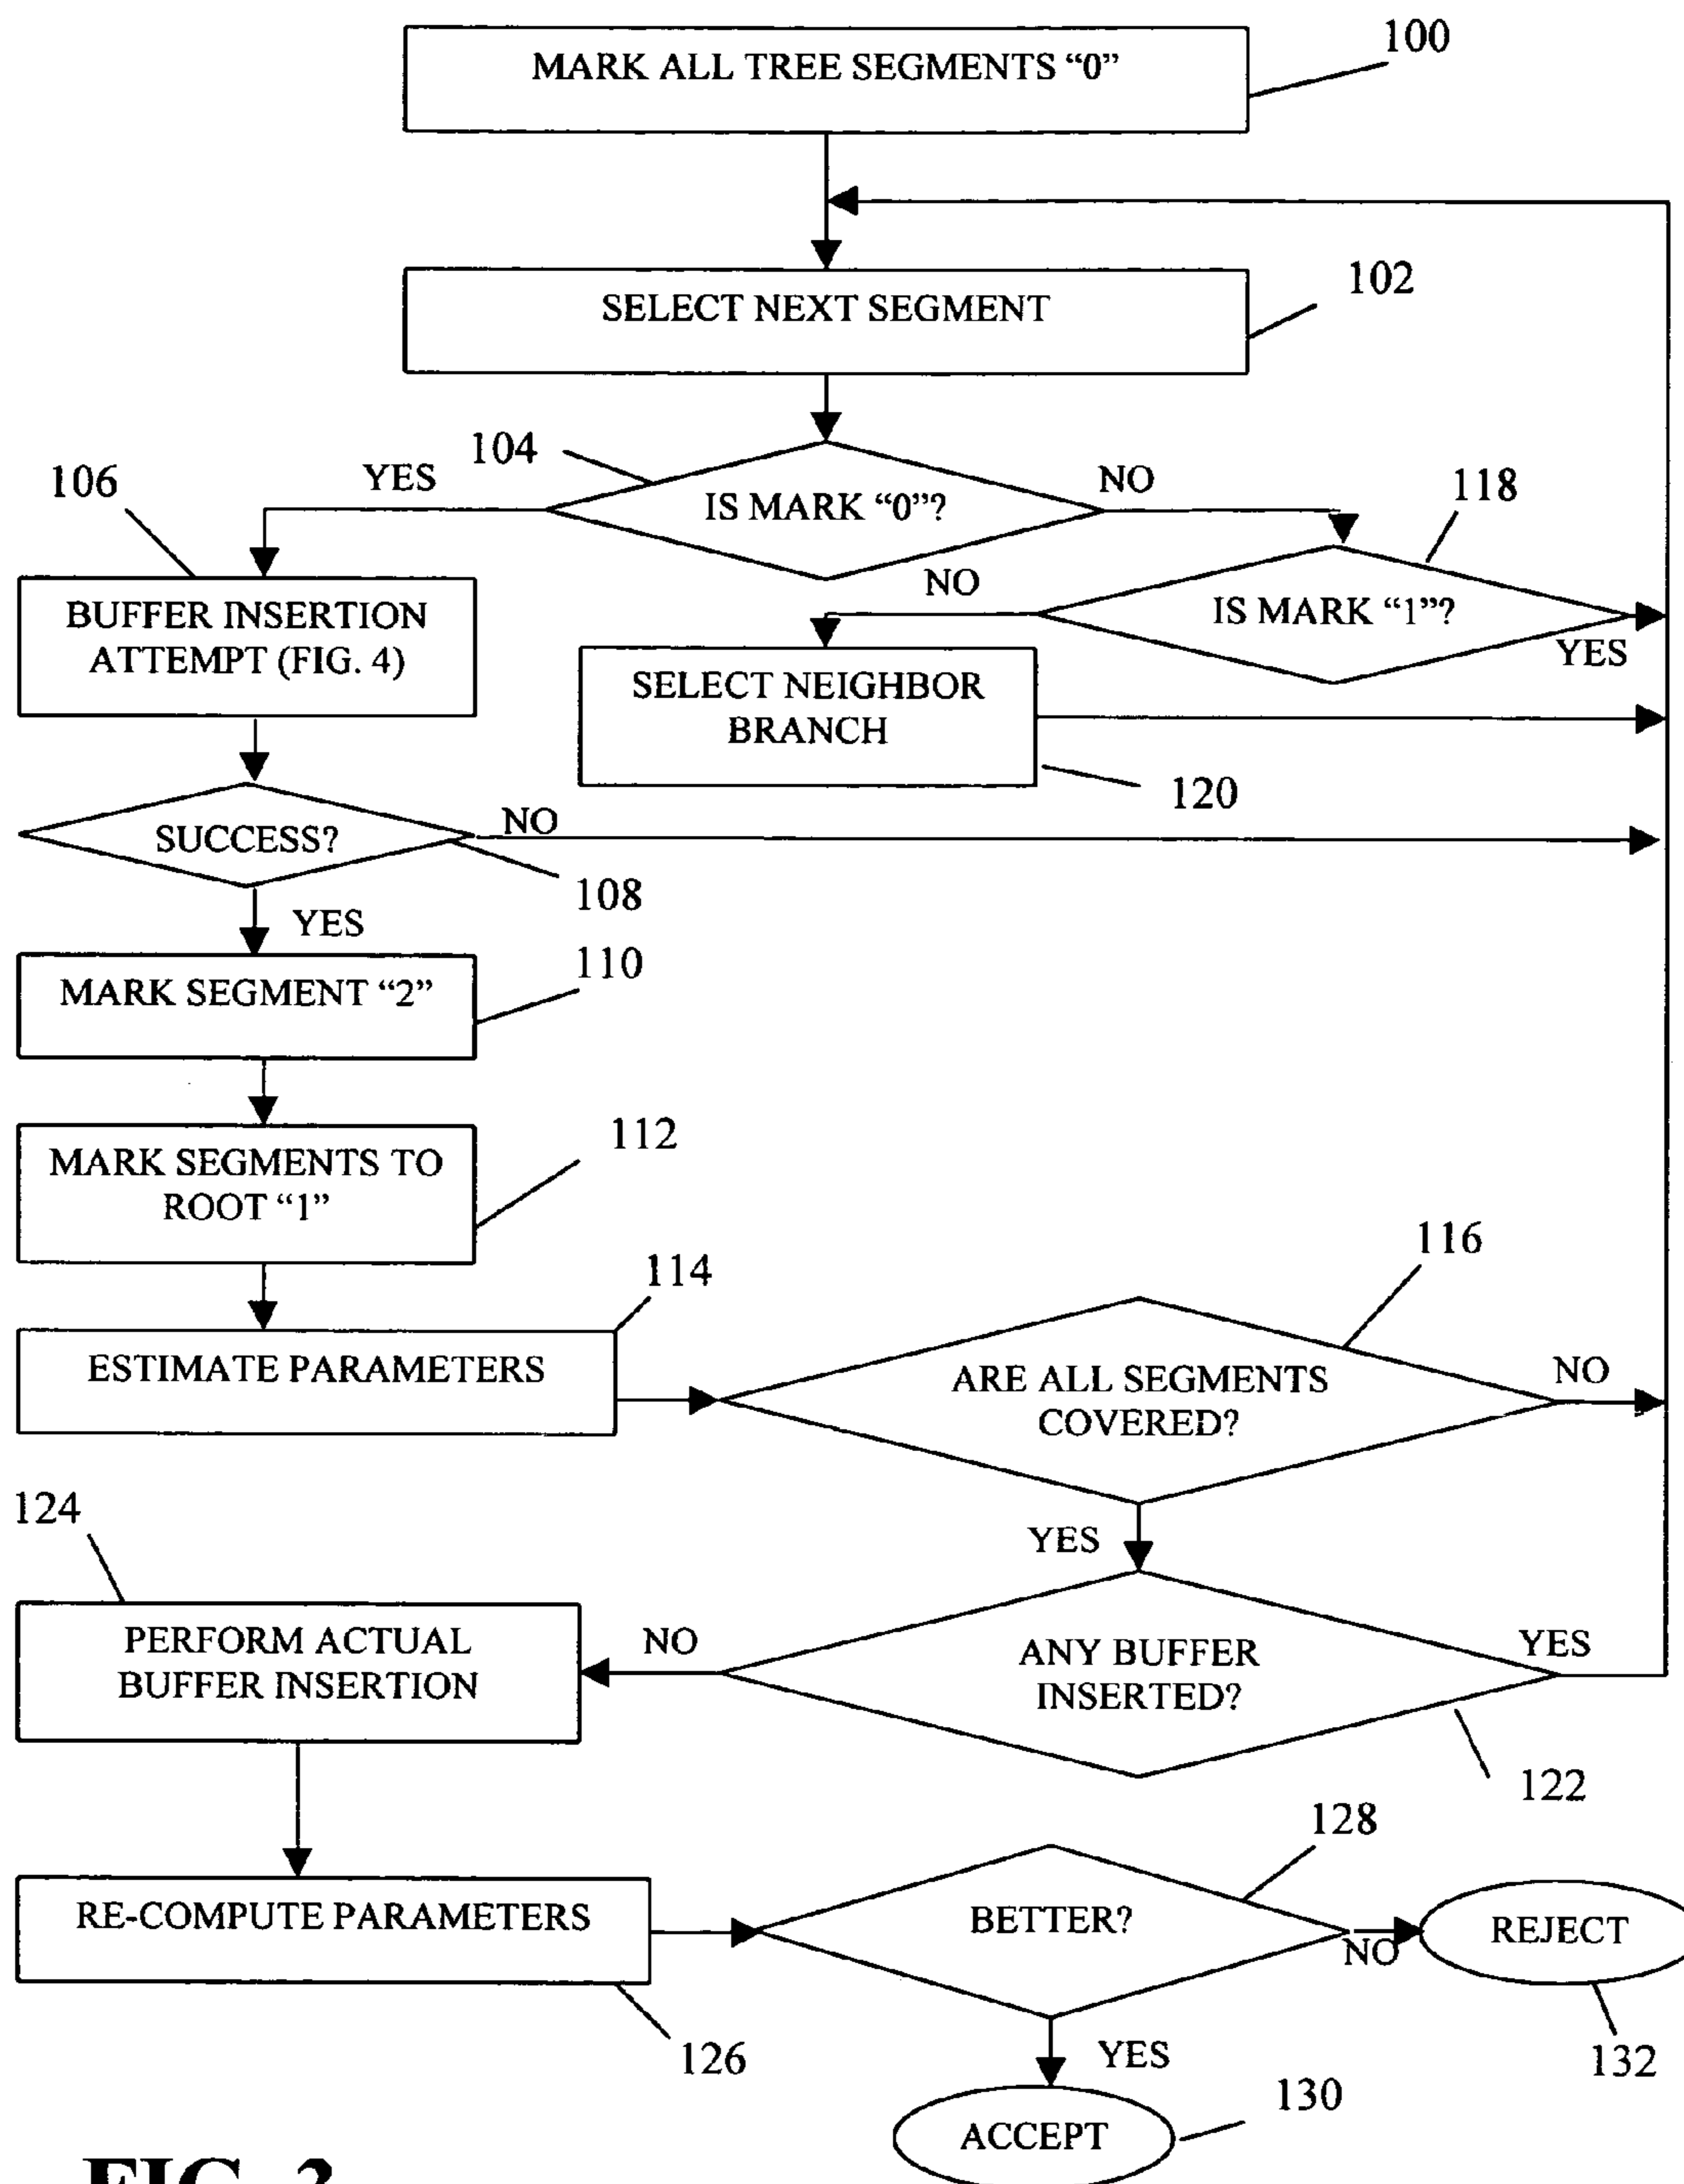 100
MARK ALL TREE SEGMENTS “0”
102
SELECT NEXT SEGMENT
104
YES
NO
106
118
IS MARK “0”?
NO
BUFFER INSERTION
ATTEMPT (FIG. 4)
IS MARK “1”?
YES
SELECT NEIGHBOR
BRANCH
120
SUCCESS?
NO
108
YES
110
MARK SEGMENT “2”
112
MARK SEGMENTS TO
ROOT “1”
116
114
ESTIMATE PARAMETERS
ARE ALL SEGMENTS
COVERED?
NO
124
YES
PERFORM ACTUAL
BUFFER INSERTION
NO
ANY BUFFER
INSERTED?
YES
122
128
RE-COMPUTE PARAMETERS
BETTER?
NO
REJECT
126
YES
132
130
ACCEPT
FIG. 3